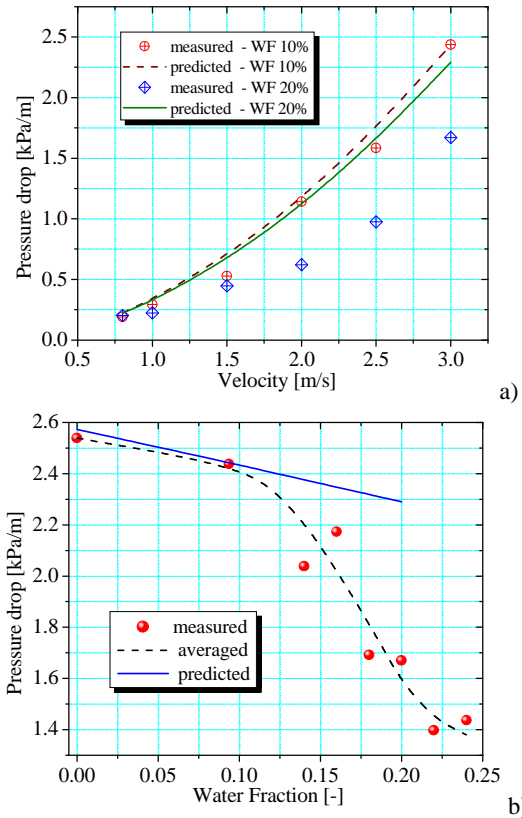 2.5
2.0
1.5
1.0
0.5
0.0
Pressure drop [kPa/m]
measured - WF 10%
predicted - WF 10%
measured - WF 20%
predicted - WF 20%
0.5 1.0 1.5 2.0 2.5 3.0
Velocity [m/s]
a)
2.6
2.4
2.2
2.0
1.8
1.6
1.4
Pressure drop [kPa/m]
measured
averaged
predicted
0.00 0.05 0.10 0.15 0.20 0.25
Water Fraction [-]
b)